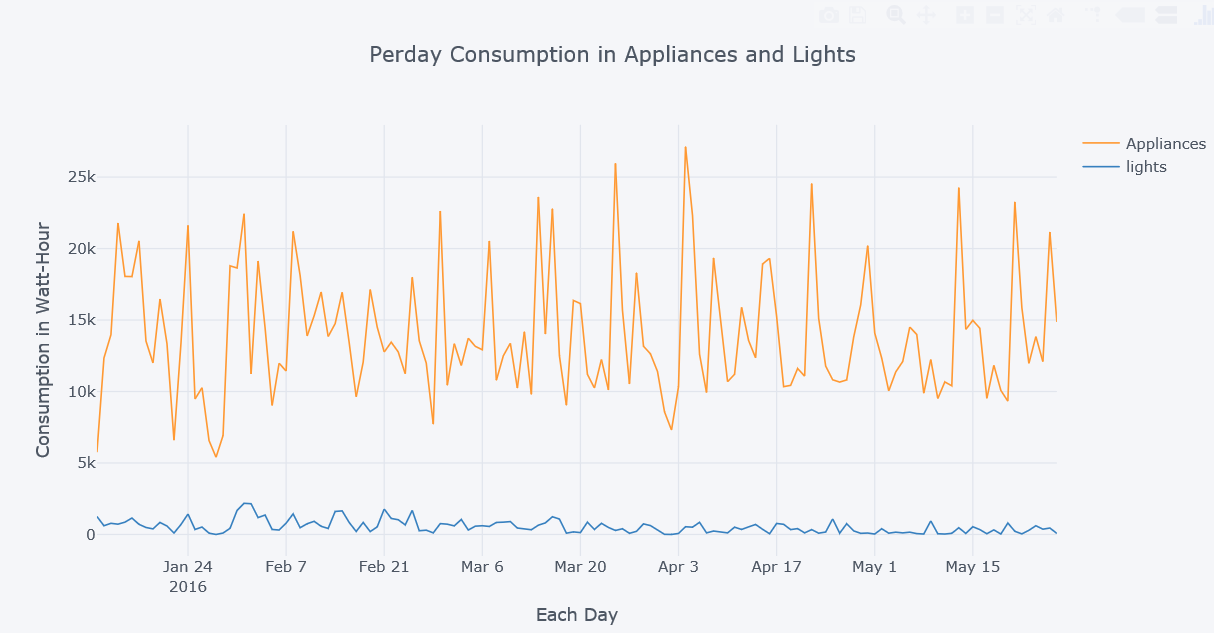 Perday Consumption in Appliances and Lights
Appliances
lights
25k
20k
15k
10k
5k
0
Consumption in Watt-Hour
Jan 24
2016
Feb 7
Feb 21
Mar 6
Mar 20
Apr 3
Apr 17
May 1
May 15
Each Day